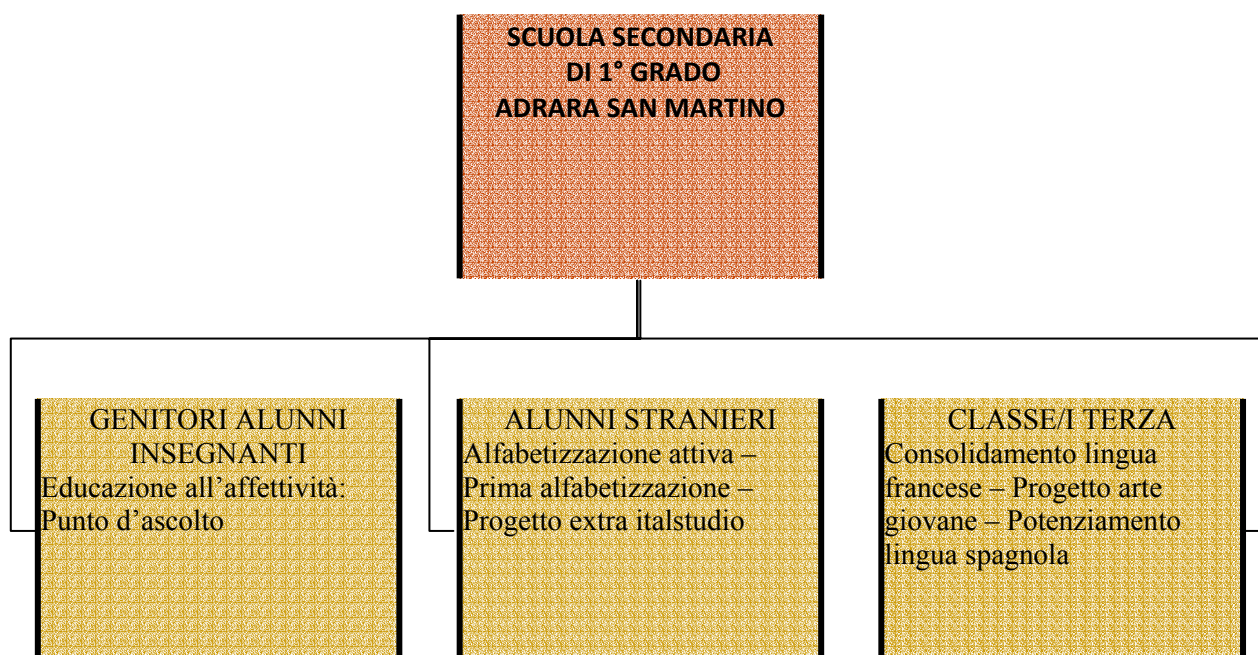 SCUOLA SECONDARIA
DI 1° GRADO
ADRARA SAN MARTINO
GENITORI ALUNNI
INSEGNANTI
Educazione all’affettività:
Punto d’ascolto
ALUNNI STRANIERI
Alfabetizzazione attiva –
Prima alfabetizzazione –
Progetto extra italstudio
CLASSE/I TERZA
Consolidamento lingua
francese – Progetto arte
giovane – Potenziamento
lingua spagnola